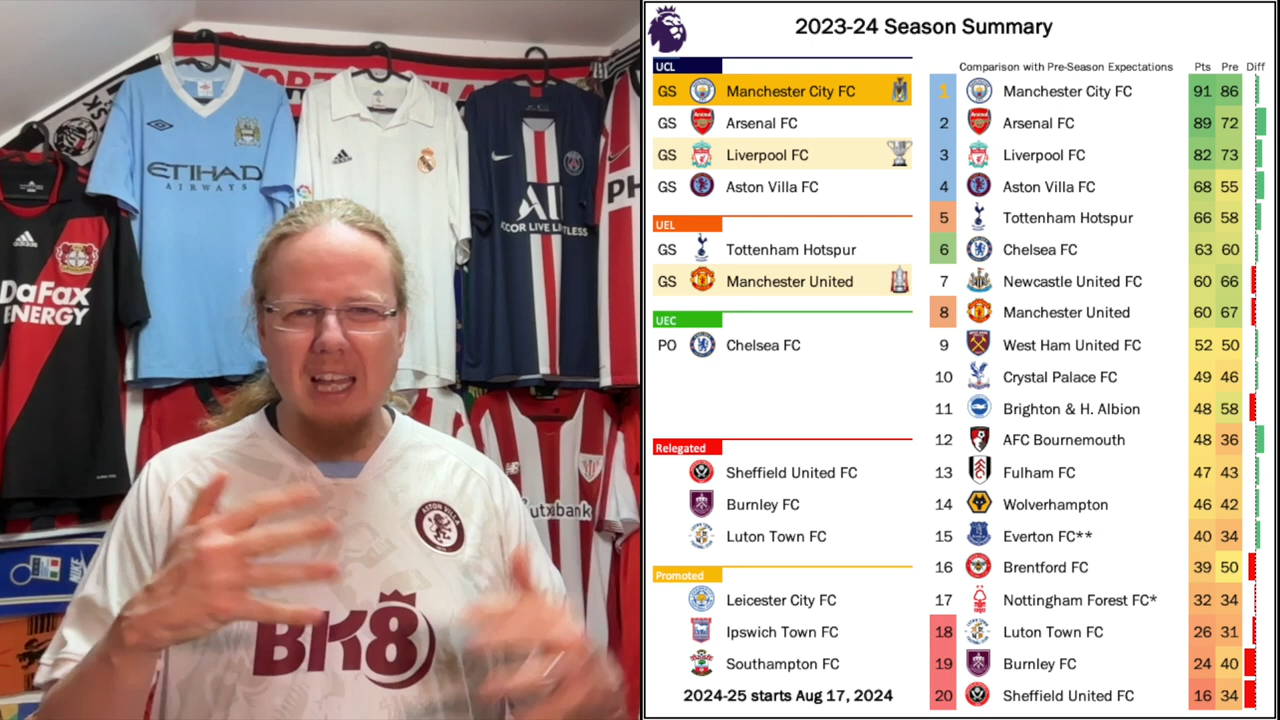 ETIHAD
AIRWAYS
adidas
DaFax
ENERGY
ASTON VILLA
BK8
NIKE
2023-24 Season Summary
UCL
GS Manchester City FC
GS Arsenal FC
GS Liverpool FC
GS Aston Villa FC
UEL
GS Tottenham Hotspur
GS Manchester United
UEC
PO Chelsea FC
Relegated
Sheffield United FC
Burnley FC
Luton Town FC
Promoted
Leicester City FC
Ipswich Town FC
Southampton FC
2024-25 starts Aug 17, 2024
Comparison with Pre-Season Expectations Pts Pre Diff
1 Manchester City FC 91 86
2 Arsenal FC 89 72
3 Liverpool FC 82 73
4 Aston Villa FC 68 55
5 Tottenham Hotspur 66 58
6 Chelsea FC 63 60
7 Newcastle United FC 60 66
8 Manchester United 60 67
9 West Ham United FC 52 50
10 Crystal Palace FC 49 46
11 Brighton & H. Albion 48 58
12 AFC Bournemouth 48 36
13 Fulham FC 47 43
14 Wolverhampton 46 42
15 Everton FC** 40 34
16 Brentford FC 39 50
17 Nottingham Forest FC* 32 34
18 Luton Town FC 26 31
19 Burnley FC 24 40
20 Sheffield United FC 16 34